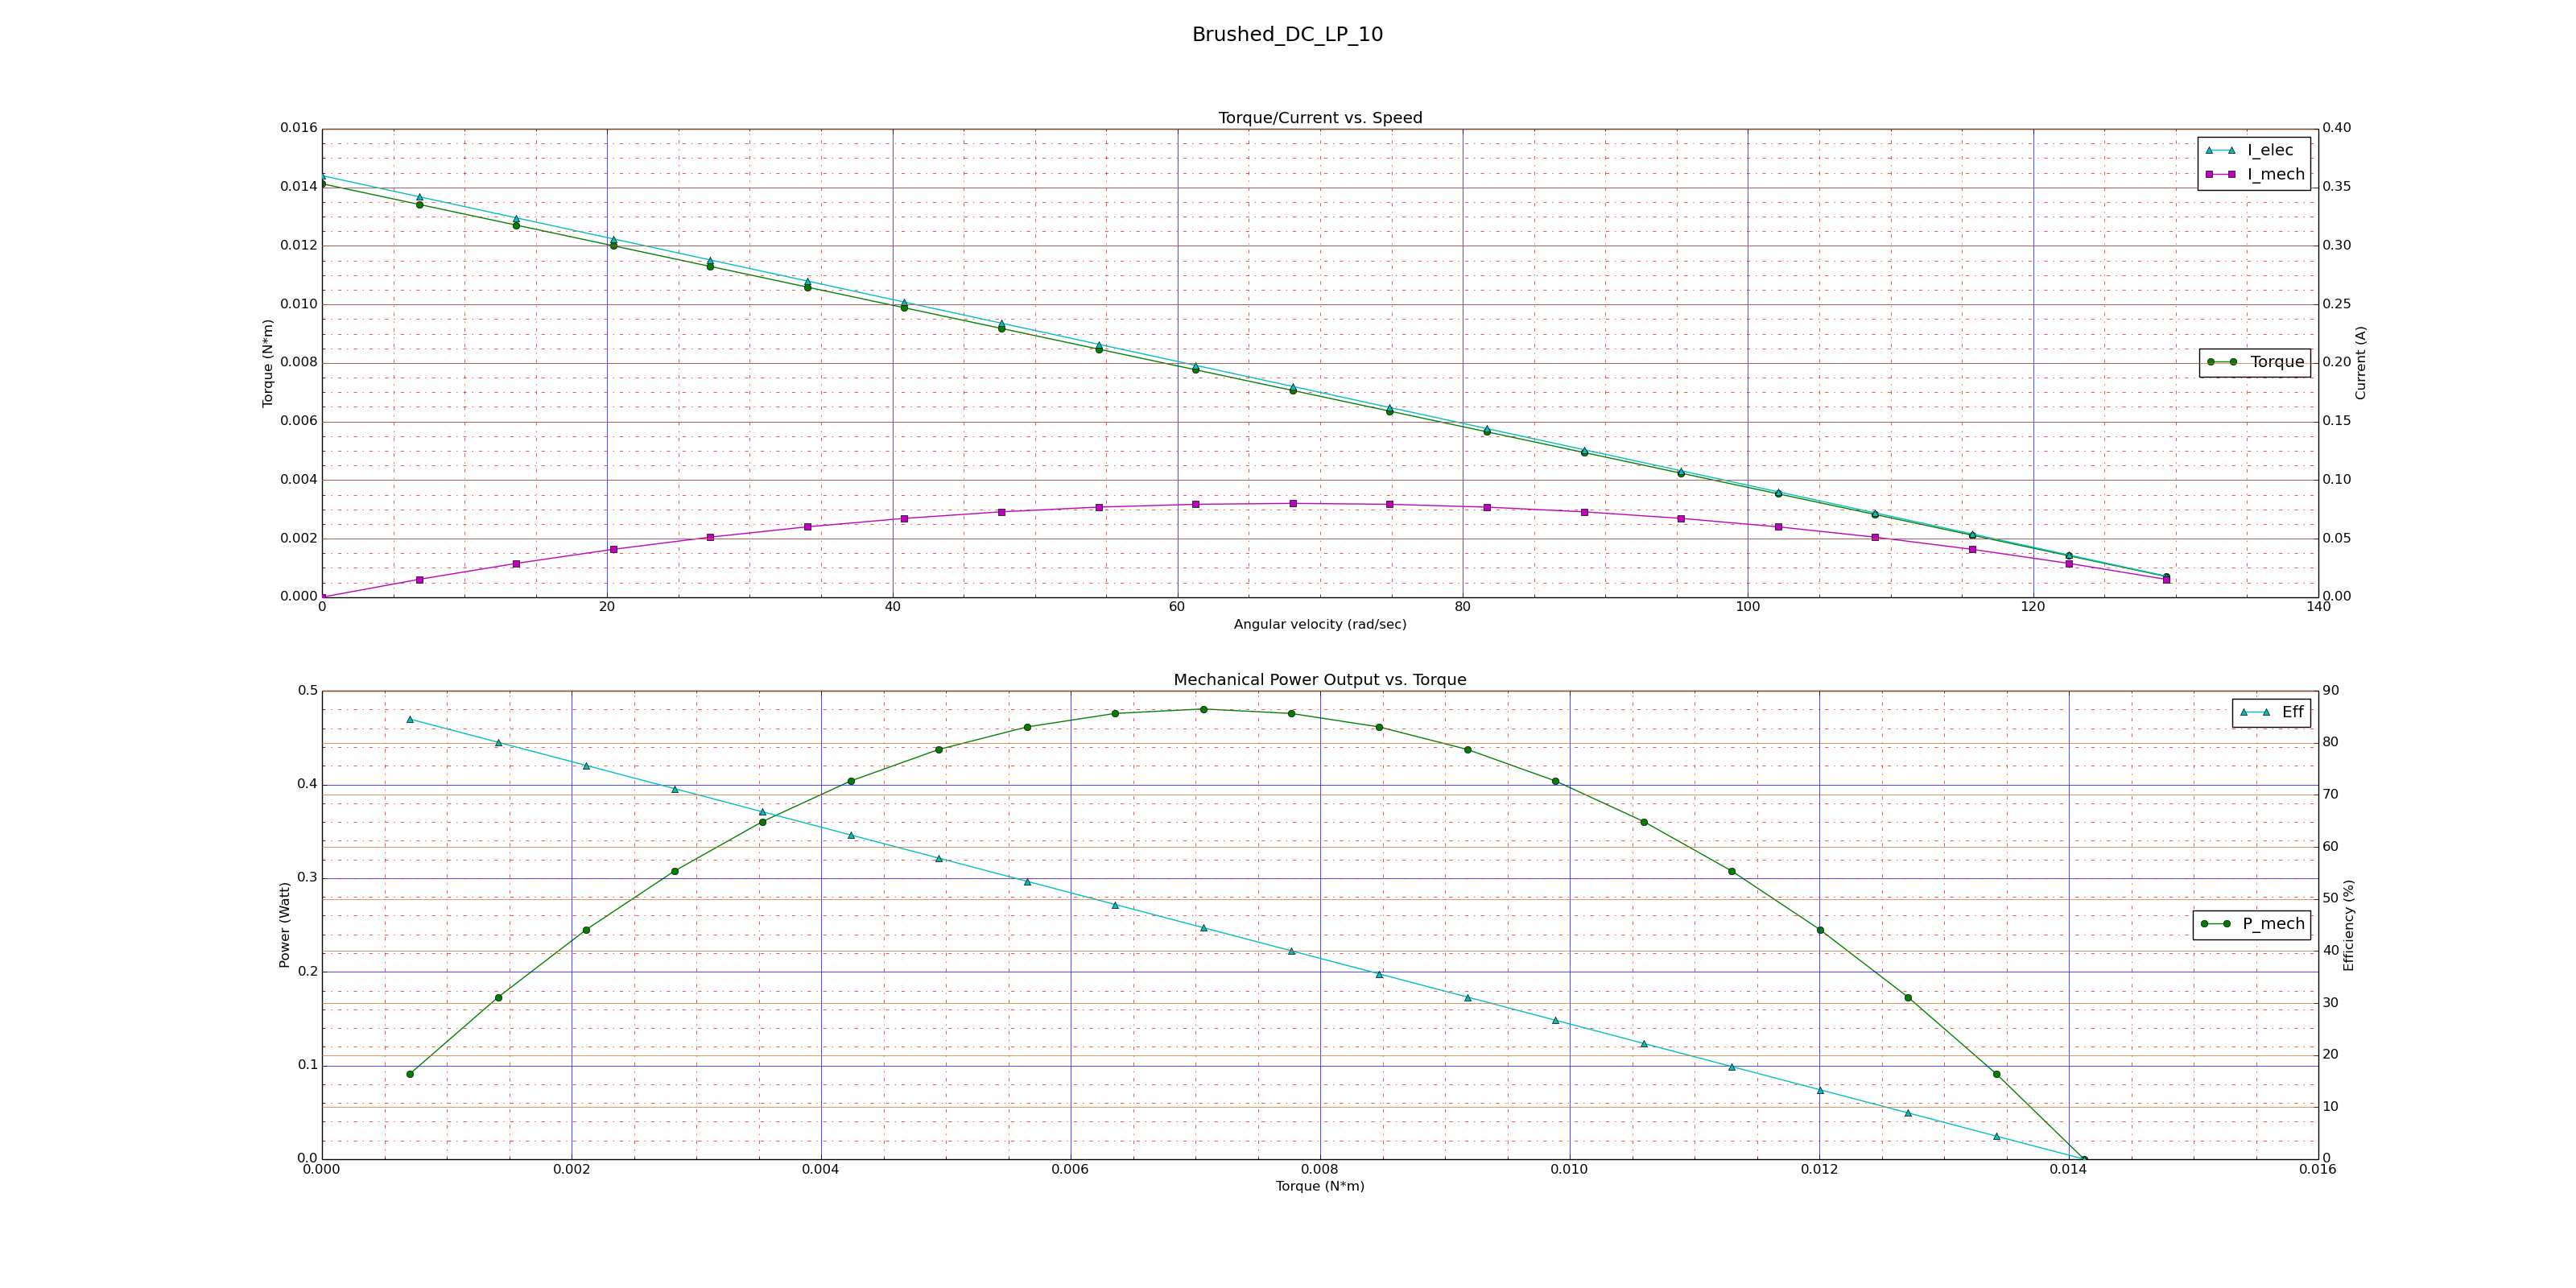 Brushed_DC_LP_10
Torque/Current vs. Speed
0.016
0.014
0.012
0.010
0.008
0.006
0.004
0.002
0.000
Torque (N*m)
0.40
0.35
0.30
0.25
0.20
0.15
0.10
0.05
0.00
Current (A)
I_elec
I_mech
Torque
0 20 40 60 80 100 120 140
Angular velocity (rad/sec)
Mechanical Power Output vs. Torque
0.5
0.4
0.3
0.2
0.1
0.0
Power (Watt)
90
80
70
60
50
40
30
20
10
0
Efficiency (%)
Eff
P_mech
0.000 0.002 0.004 0.006 0.008 0.010 0.012 0.014 0.016
Torque (N*m)